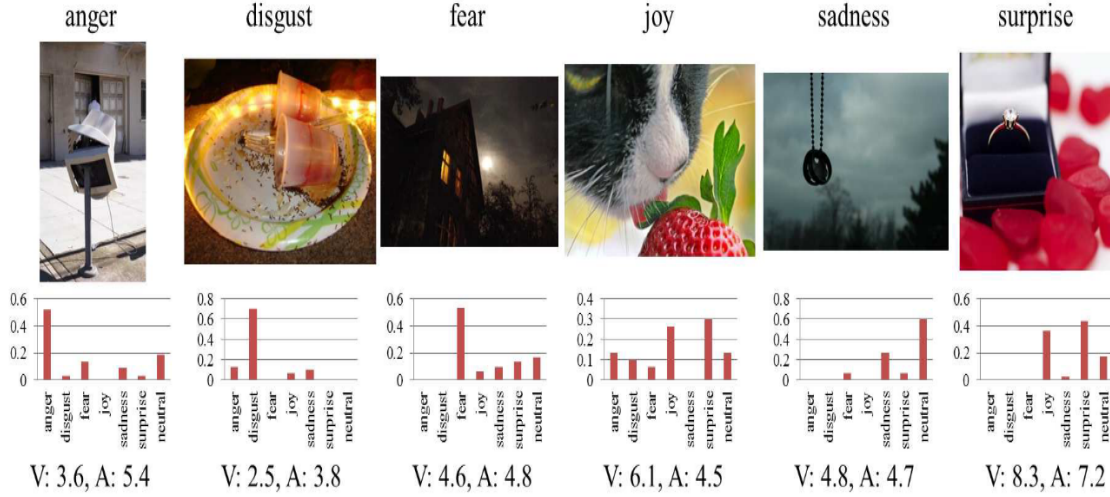 anger disgust fear joy sadness surprise
0.6 0.8 0.6 0.4 0.8 0.6
0.4 0.6 0.4 0.3 0.6 0.4
0.4 0.2 0.4
0.2 0.2 0.2 0.1 0.2 0.2
0 0 0 0 0 0
anger disgust fear joy sadness surprise neutral
anger disgust fear joy sadness surprise neutral
anger disgust fear joy sadness surprise neutral
anger disgust fear joy sadness surprise neutral
anger disgust fear joy sadness surprise neutral
anger disgust fear joy sadness surprise neutral
V: 3.6, A: 5.4 V: 2.5, A: 3.8 V: 4.6, A: 4.8 V: 6.1, A: 4.5 V: 4.8, A: 4.7 V: 8.3, A: 7.2